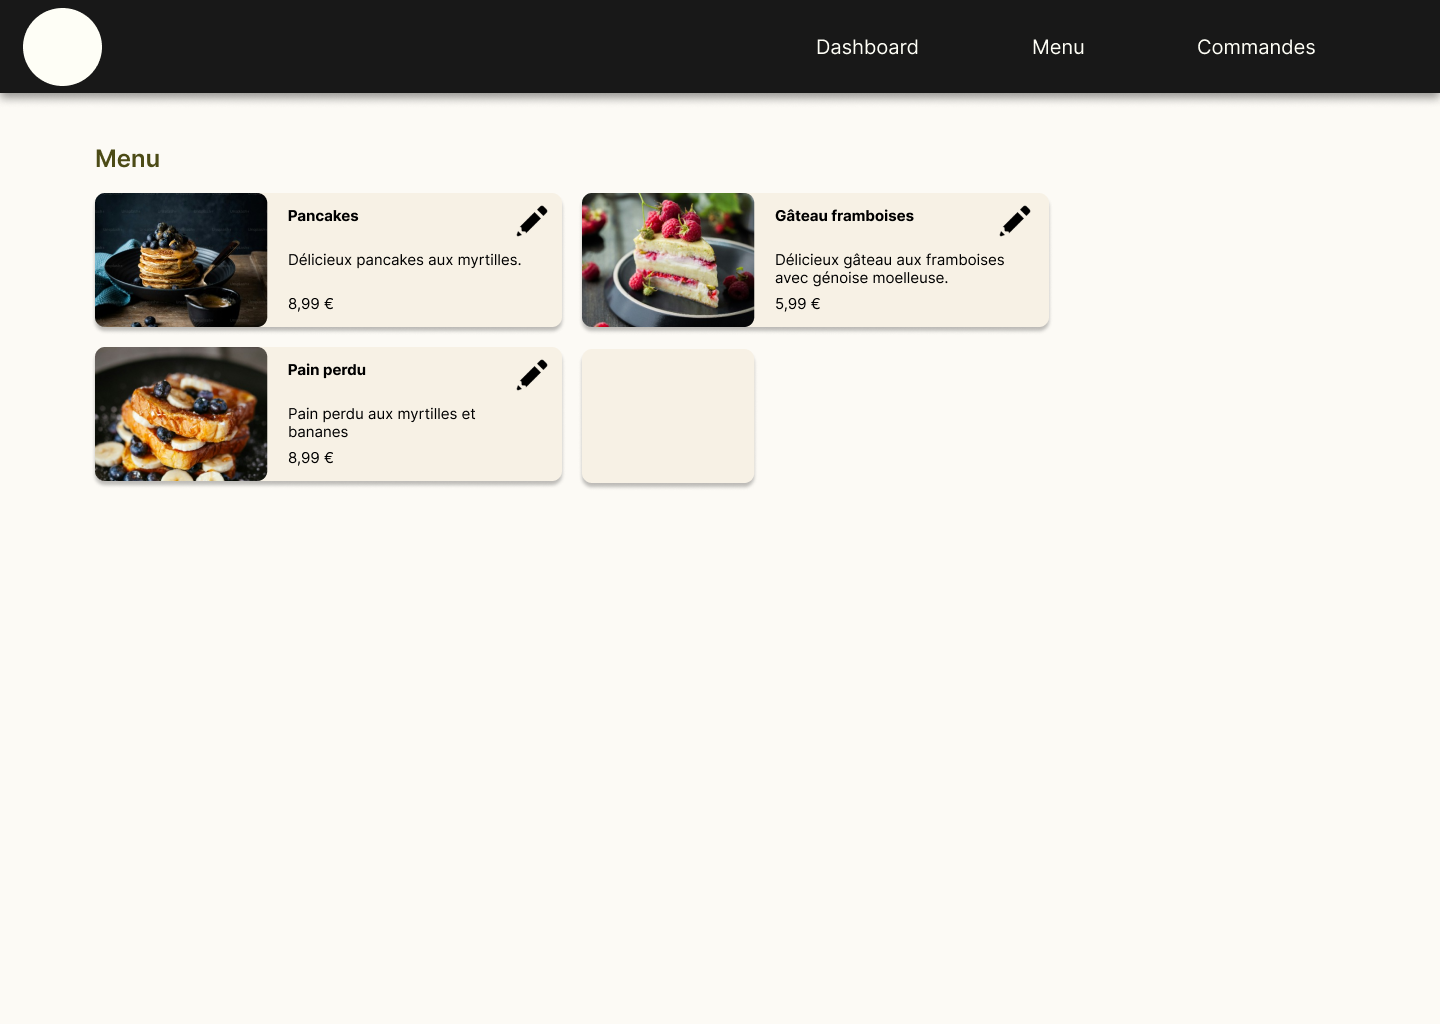 Dashboard
Menu
Commandes
Menu
Pancakes
Délicieux pancakes aux myrtilles.
8,99 €
Gâteau framboises
Délicieux gâteau aux framboises
avec génoise moelleuse.
5,99 €
Pain perdu
Pain perdu aux myrtilles et
bananes
8,99 €